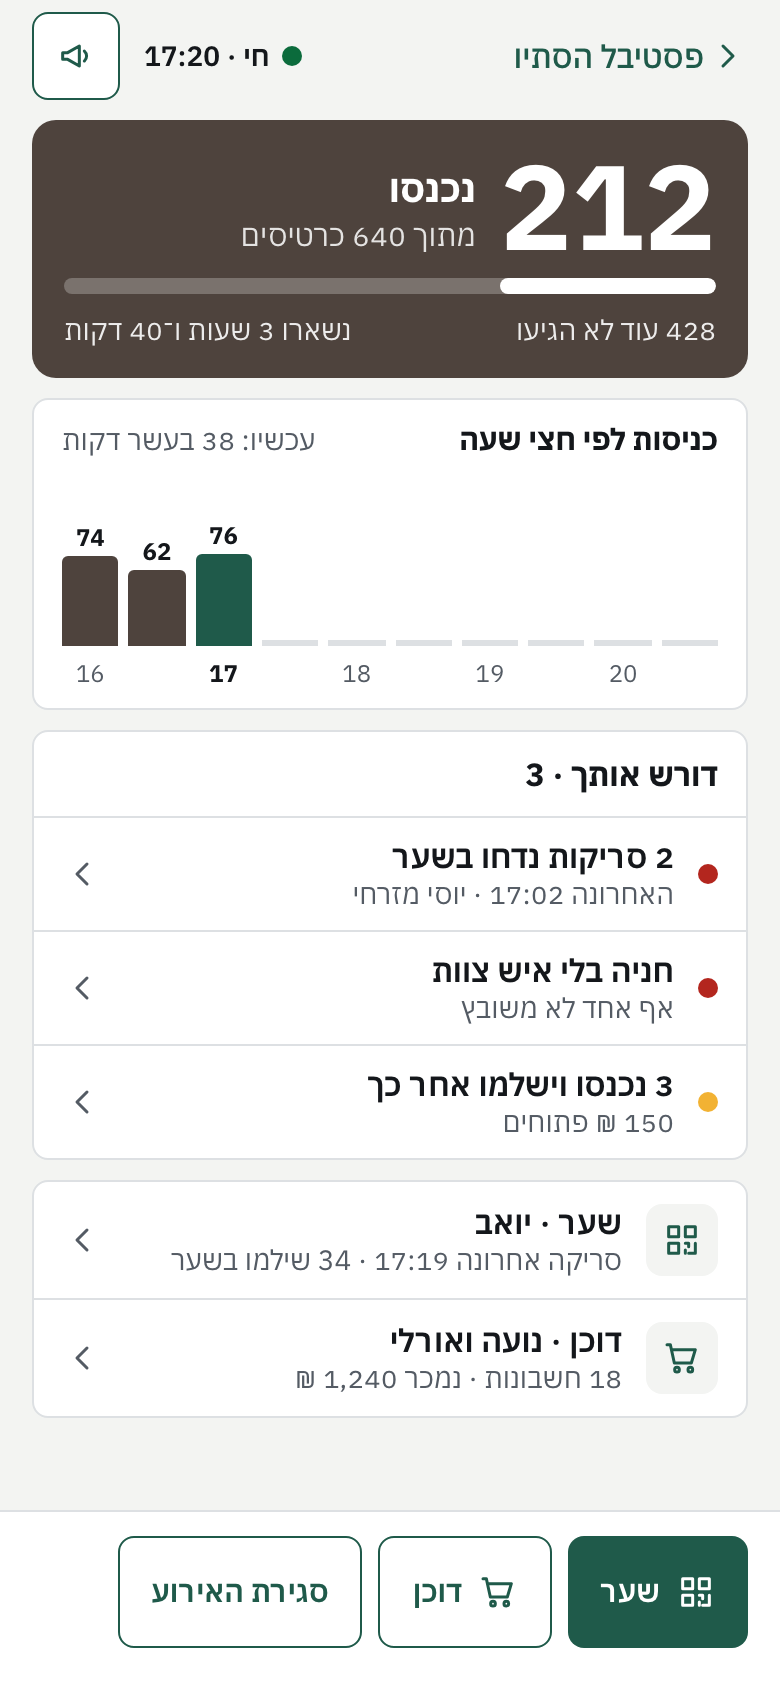 פסטיבל הסתיו
חי · 17:20
212
נכנסו
מתוך 640 כרטיסים
428 עוד לא הגיעו
נשארו 3 שעות ו־40 דקות
כניסות לפי חצי שעה
עכשיו: 38 בעשר דקות
74 62 76
16 17 18 19 20
דורש אותך · 3
2 סריקות נדחו בשער
האחרונה 17:02 · יוסי מזרחי
חניה בלי איש צוות
אף אחד לא משובץ
3 נכנסו וישלמו אחר כך
150 ₪ פתוחים
שער · יואב
סריקה אחרונה 17:19 · 34 שילמו בשער
דוכן · נועה ואורלי
18 חשבונות · נמכר 1,240 ₪
שער
דוכן
סגירת האירוע